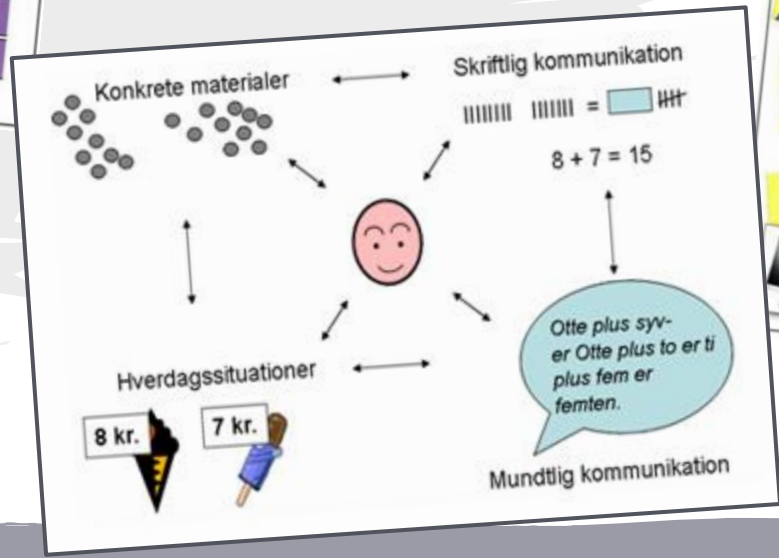 Konkrete materialer
Skriftlig kommunikation
=
8 + 7 = 15
Otte plus syv-
er Otte plus to er ti
plus fem er
femten.
Mundtlig kommunikation
Hverdagssituationer
8 kr.
7 kr.